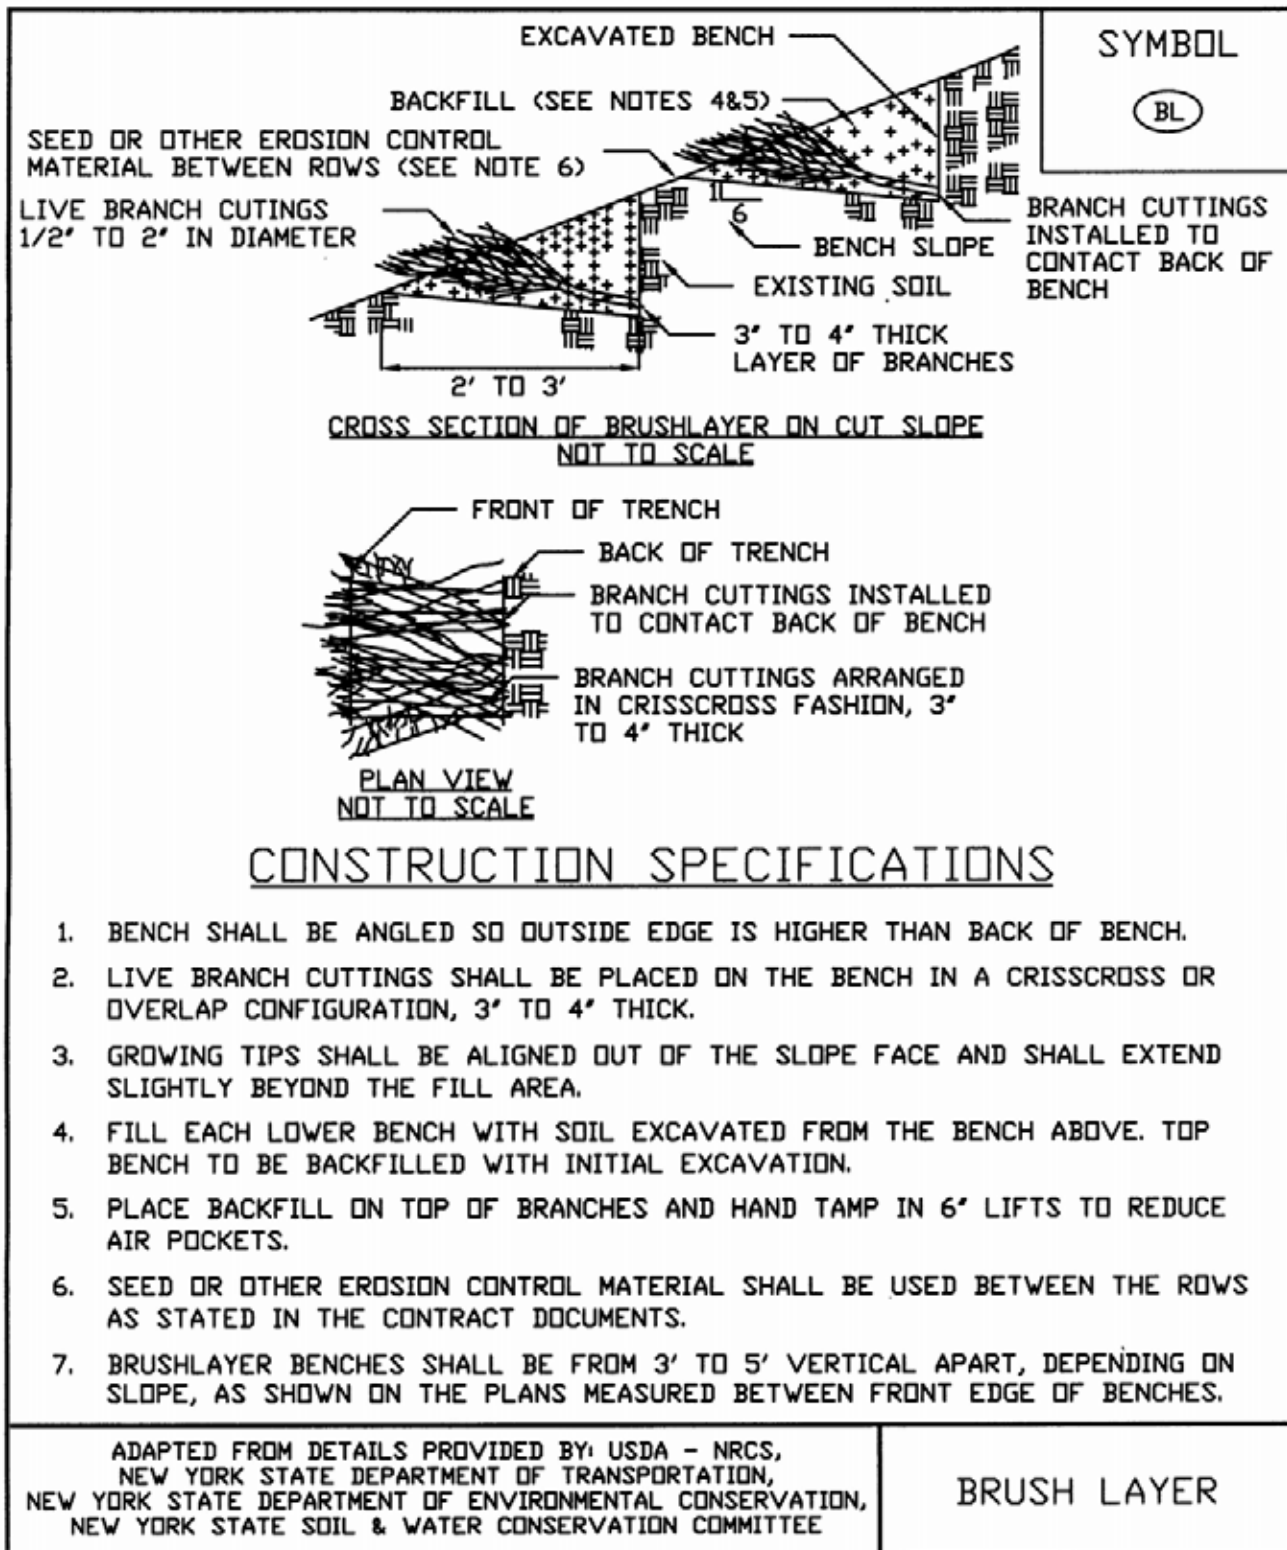 EXCAVATED BENCH
SYMBOL
BL
BACKFILL (SEE NOTES 4&5)
SEED OR OTHER EROSION CONTROL
MATERIAL BETWEEN ROWS (SEE NOTE 6)
LIVE BRANCH CUTINGS
1/2" TO 2" IN DIAMETER
1
6
BENCH SLOPE
BRANCH CUTTINGS
INSTALLED TO
CONTACT BACK OF
BENCH
EXISTING SOIL
3" TO 4" THICK
LAYER OF BRANCHES
2' TO 3'
CROSS SECTION OF BRUSHLAYER ON CUT SLOPE
NOT TO SCALE
FRONT OF TRENCH
BACK OF TRENCH
BRANCH CUTTINGS INSTALLED
TO CONTACT BACK OF BENCH
BRANCH CUTTINGS ARRANGED
IN CRISSCROSS FASHION, 3"
TO 4" THICK
PLAN VIEW
NOT TO SCALE
CONSTRUCTION SPECIFICATIONS
1. BENCH SHALL BE ANGLED SO OUTSIDE EDGE IS HIGHER THAN BACK OF BENCH.
2. LIVE BRANCH CUTTINGS SHALL BE PLACED ON THE BENCH IN A CRISSCROSS OR
OVERLAP CONFIGURATION, 3" TO 4" THICK.
3. GROWING TIPS SHALL BE ALIGNED OUT OF THE SLOPE FACE AND SHALL EXTEND
SLIGHTLY BEYOND THE FILL AREA.
4. FILL EACH LOWER BENCH WITH SOIL EXCAVATED FROM THE BENCH ABOVE. TOP
BENCH TO BE BACKFILLED WITH INITIAL EXCAVATION.
5. PLACE BACKFILL ON TOP OF BRANCHES AND HAND TAMP IN 6" LIFTS TO REDUCE
AIR POCKETS.
6. SEED OR OTHER EROSION CONTROL MATERIAL SHALL BE USED BETWEEN THE ROWS
AS STATED IN THE CONTRACT DOCUMENTS.
7. BRUSHLAYER BENCHES SHALL BE FROM 3' TO 5' VERTICAL APART, DEPENDING ON
SLOPE, AS SHOWN ON THE PLANS MEASURED BETWEEN FRONT EDGE OF BENCHES.
ADAPTED FROM DETAILS PROVIDED BY: USDA - NRCS,
NEW YORK STATE DEPARTMENT OF TRANSPORTATION,
NEW YORK STATE DEPARTMENT OF ENVIRONMENTAL CONSERVATION,
NEW YORK STATE SOIL & WATER CONSERVATION COMMITTEE
BRUSH LAYER